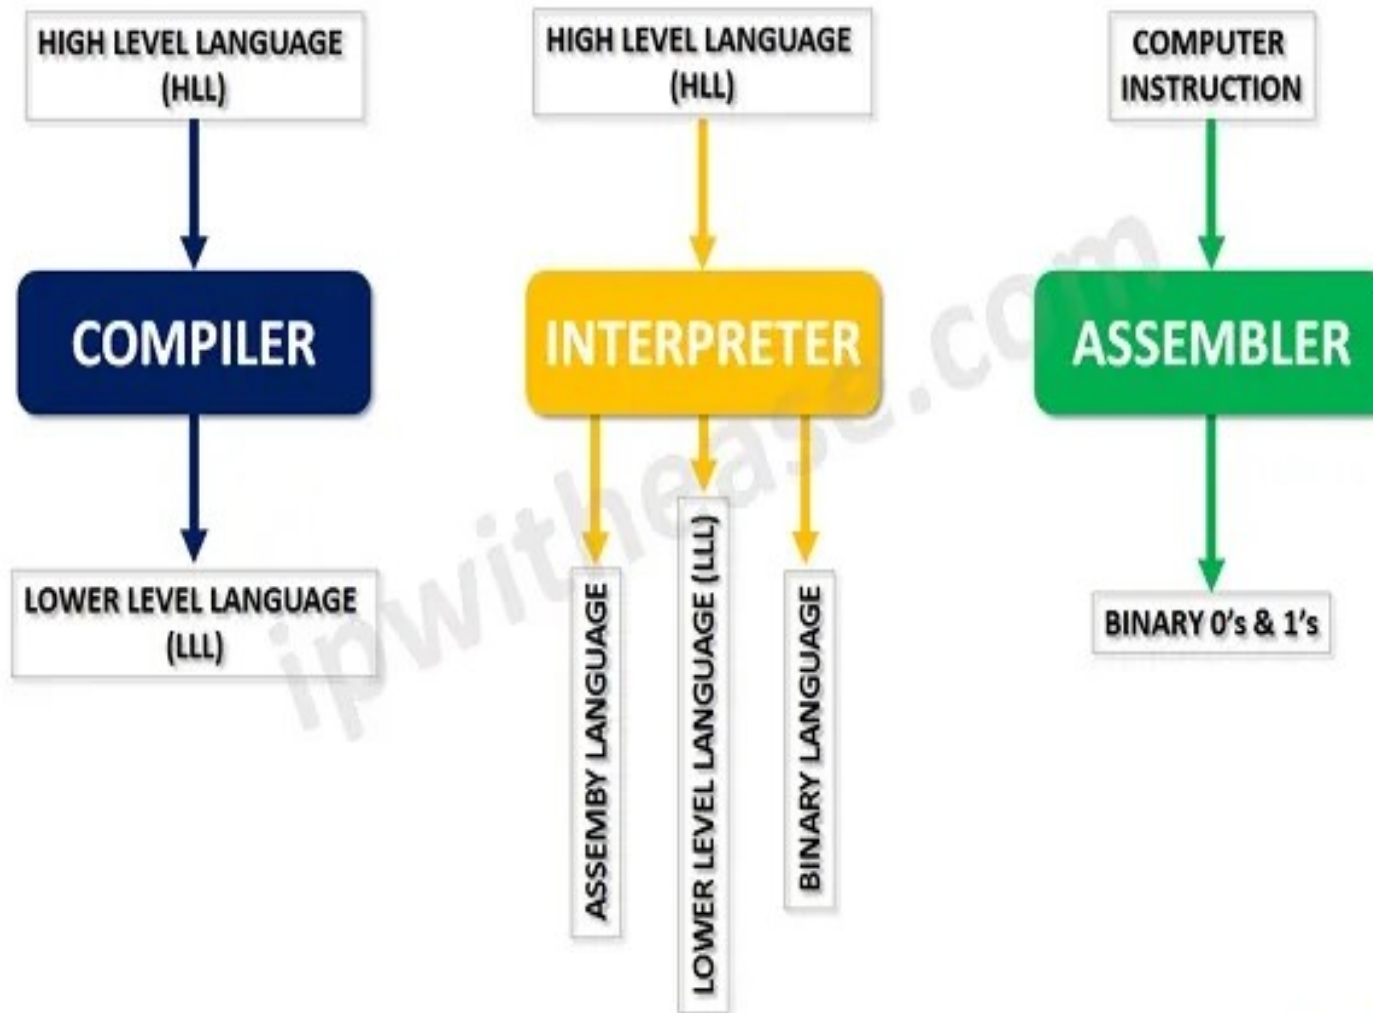 HIGH LEVEL LANGUAGE
(HLL)
COMPILER
LOWER LEVEL LANGUAGE
(LLL)
HIGH LEVEL LANGUAGE
(HLL)
INTERPRETER
ASSEMBY LANGUAGE
LOWER LEVEL LANGUAGE (LLL)
BINARY LANGUAGE
COMPUTER
INSTRUCTION
ASSEMBLER
BINARY 0's & 1's
ipwithease.com